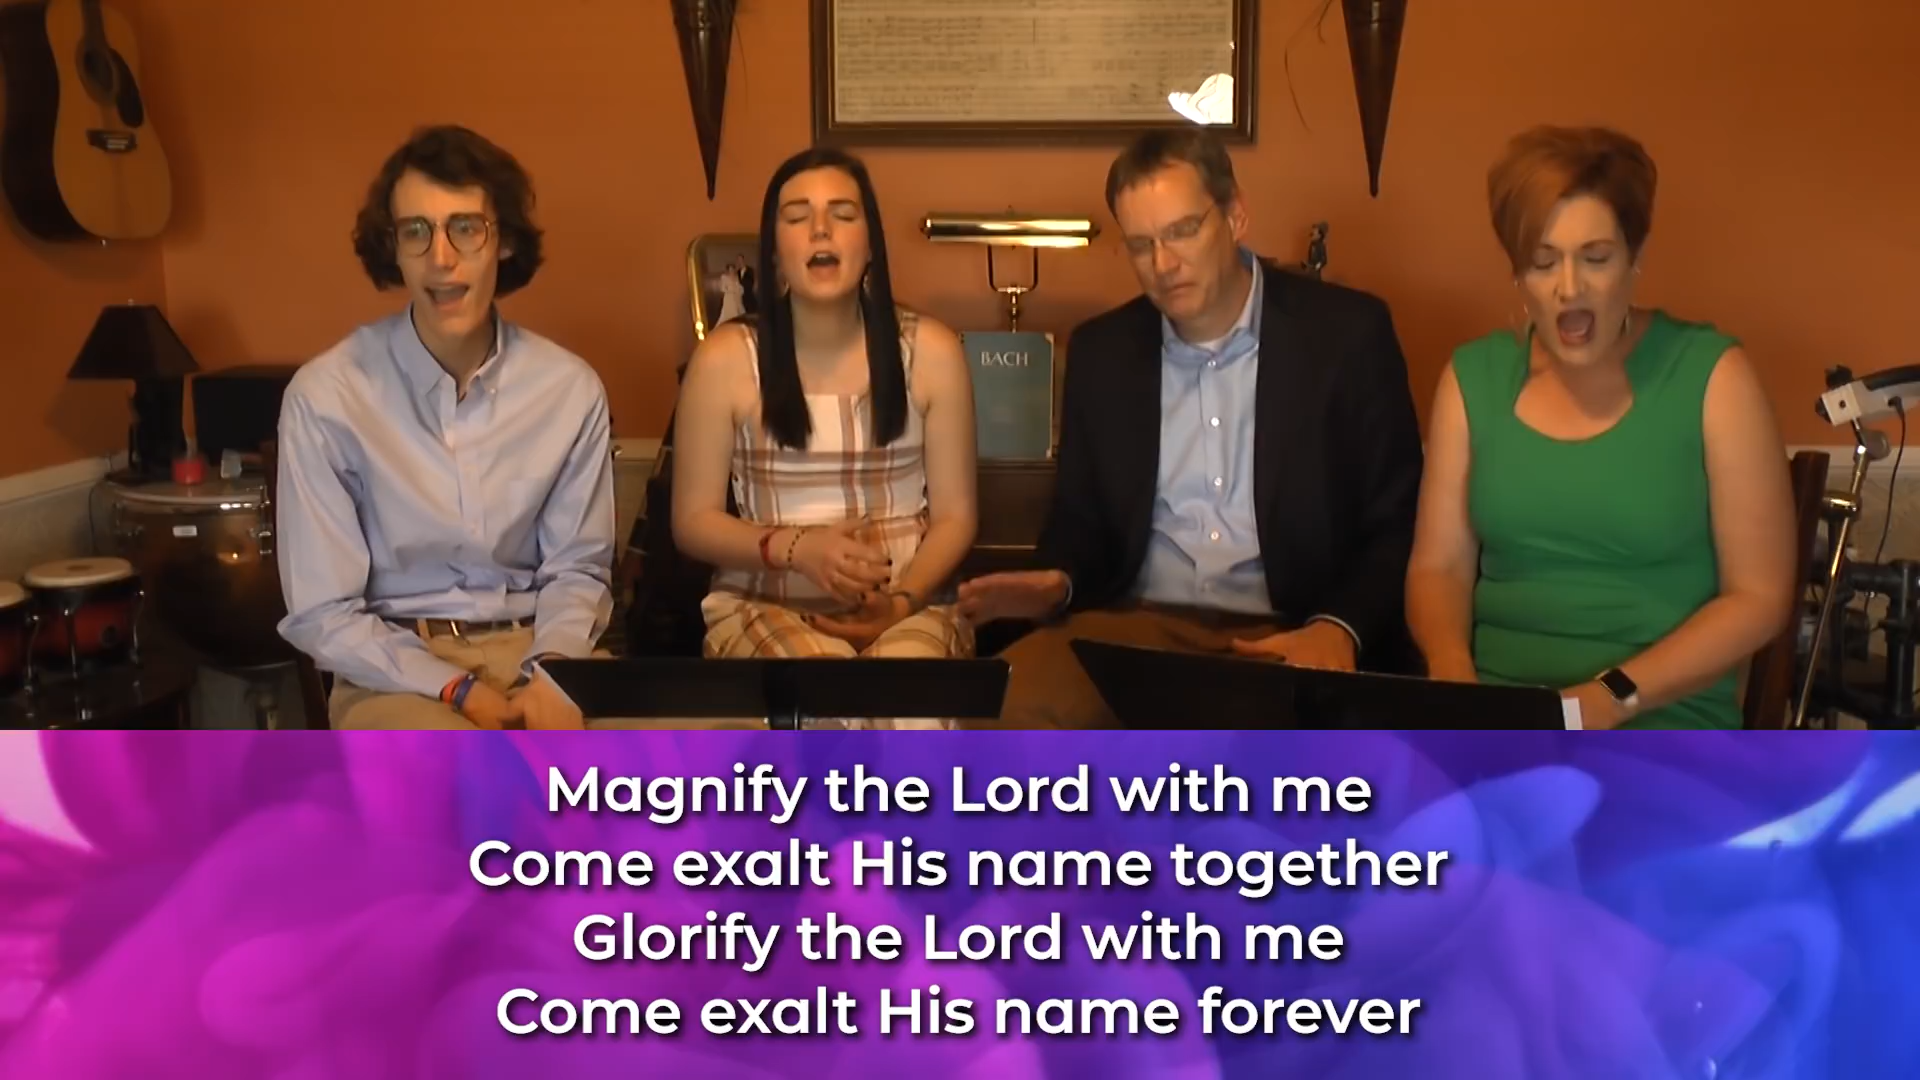 BACH
Magnify the Lord with me
Come exalt His name together
Glorify the Lord with me
Come exalt His name forever